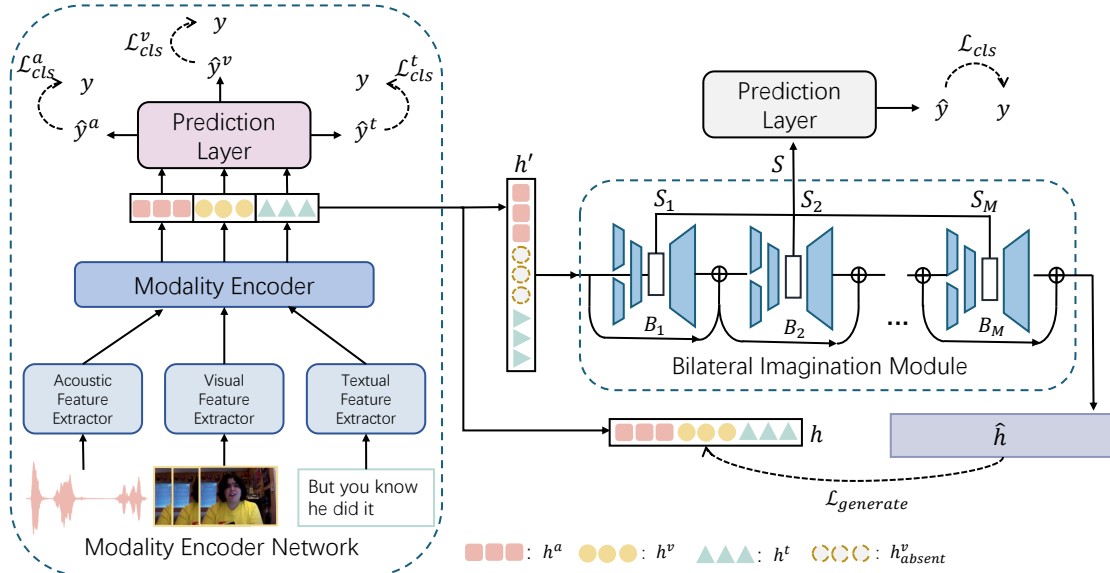 y
ℒ^v_cls
ŷ^v
ℒ^a_cls
y
ŷ^a
y
ℒ^t_cls
ŷ^t
Prediction
Layer
Modality Encoder
Acoustic
Feature
Extractor
Visual
Feature
Extractor
Textual
Feature
Extractor
But you know
he did it
Modality Encoder Network
h′
Prediction
Layer
ŷ
ℒ_cls
y
S
S_1
S_2
S_M
B_1
B_2
...
B_M
Bilateral Imagination Module
h
ĥ
ℒ_generate
: h^a
: h^v
: h^t
: h^v_absent